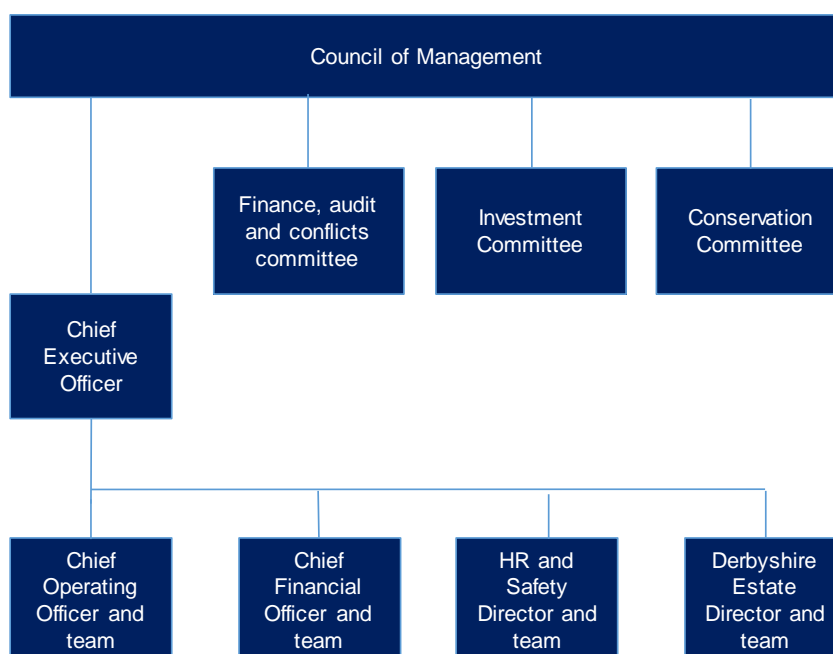 Council of Management
Finance, audit
and conflicts
committee
Investment
Committee
Conservation
Committee
Chief
Executive
Officer
Chief
Operating
Officer and
team
Chief
Financial
Officer and
team
HR and
Safety
Director and
team
Derbyshire
Estate
Director and
team